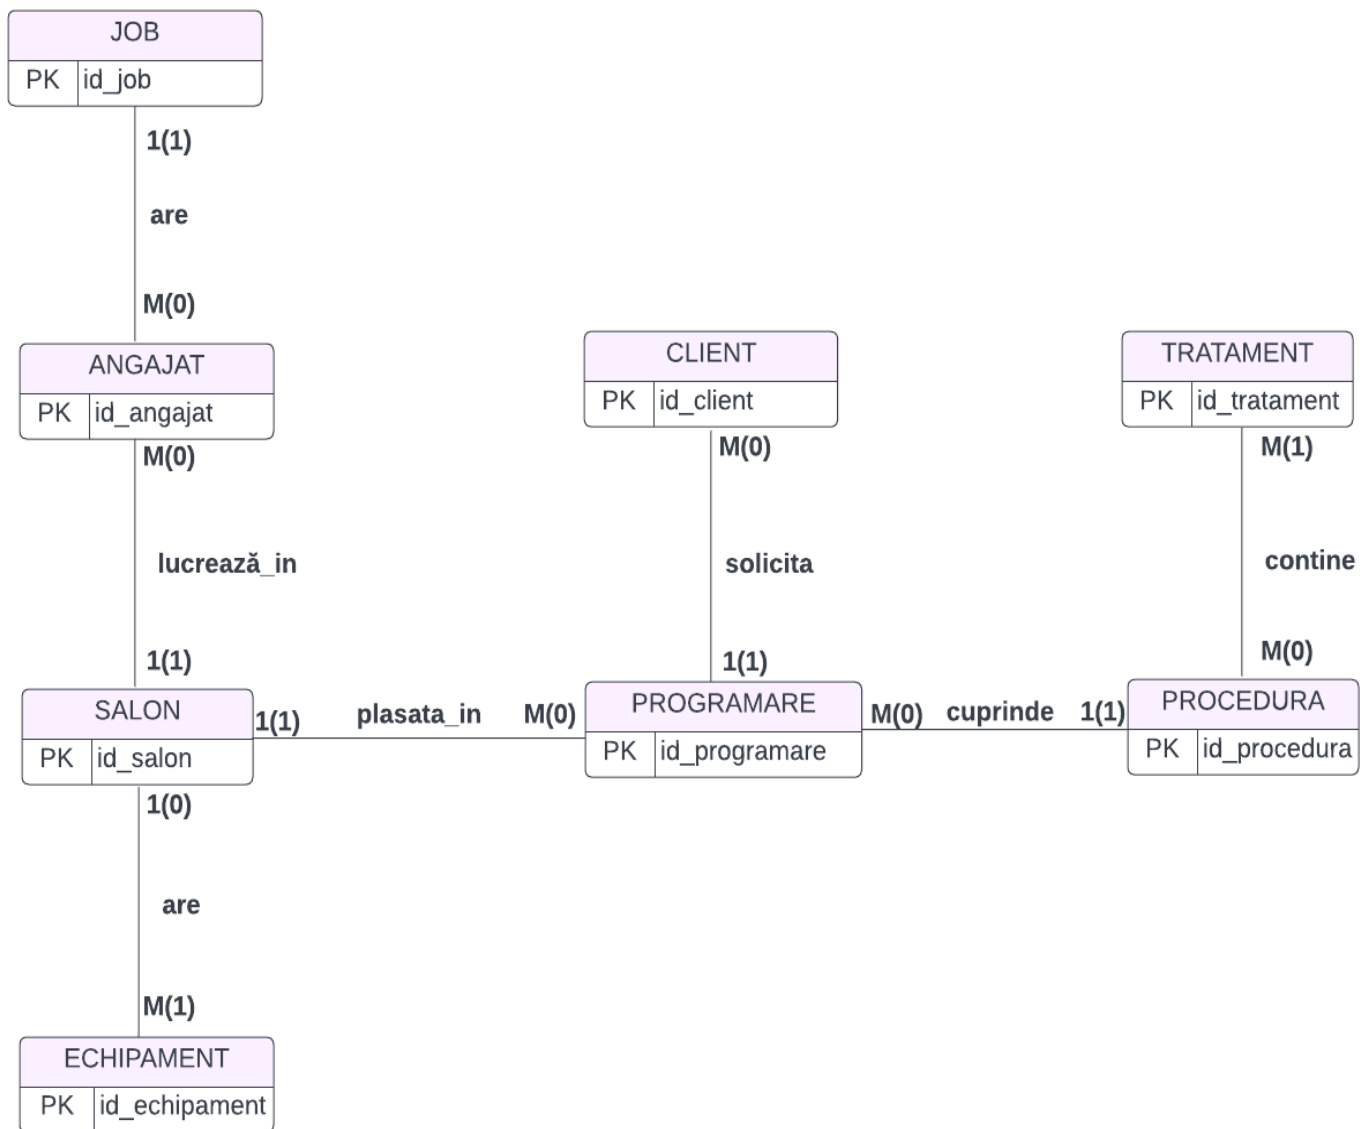 JOB
PK id_job
1(1)
are
M(0)
ANGAJAT
PK id_angajat
M(0)
lucrează_in
1(1)
CLIENT
PK id_client
M(0)
solicita
1(1)
TRATAMENT
PK id_tratament
M(1)
contine
M(0)
SALON
PK id_salon
1(1) plasata_in M(0)
PROGRAMARE
PK id_programare
M(0) cuprinde 1(1)
PROCEDURA
PK id_procedura
1(0)
are
M(1)
ECHIPAMENT
PK id_echipament